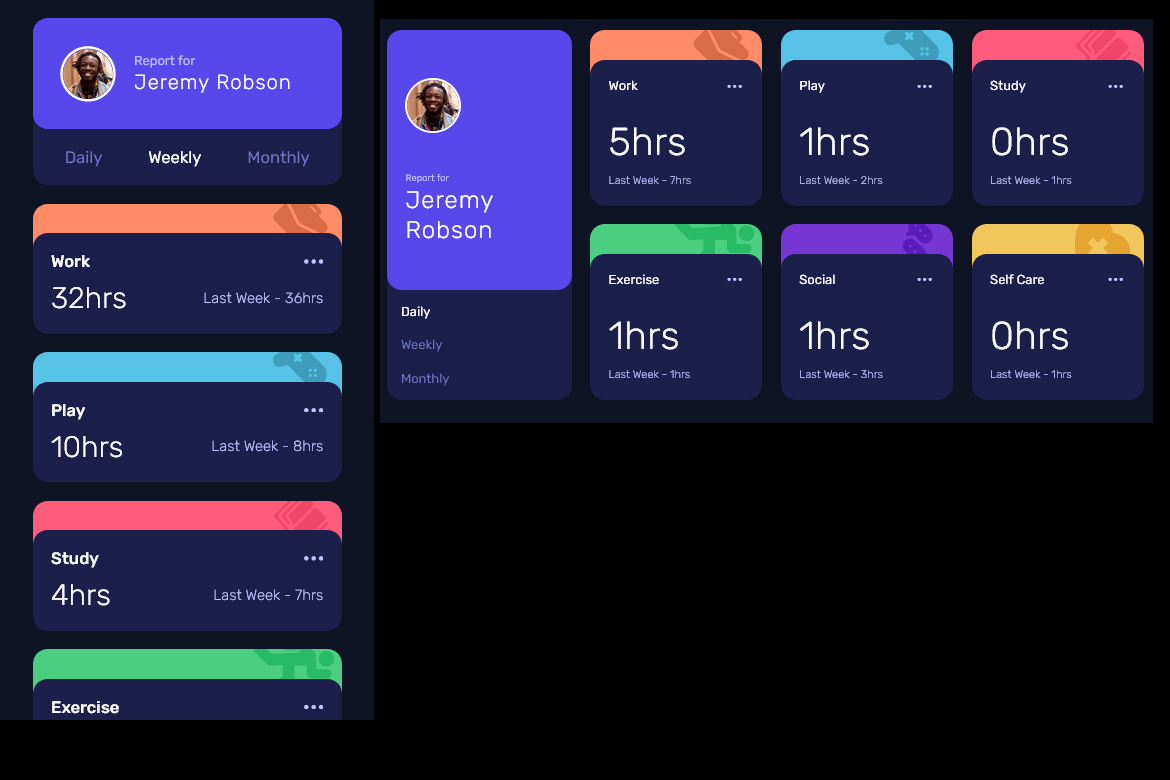 Report for
Jeremy Robson
Daily Weekly Monthly
Work
32hrs Last Week - 36hrs
Play
10hrs Last Week - 8hrs
Study
4hrs Last Week - 7hrs
Exercise
Report for
Jeremy
Robson
Daily
Weekly
Monthly
Work
5hrs
Last Week - 7hrs
Play
1hrs
Last Week - 2hrs
Study
0hrs
Last Week - 1hrs
Exercise
1hrs
Last Week - 1hrs
Social
1hrs
Last Week - 3hrs
Self Care
0hrs
Last Week - 1hrs